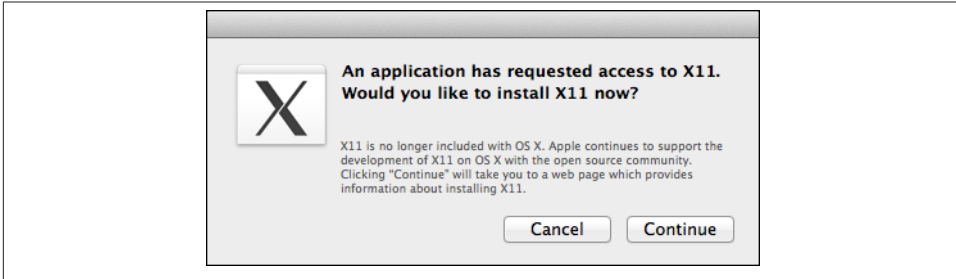 An application has requested access to X11.
Would you like to install X11 now?
X11 is no longer included with OS X. Apple continues to support the
development of X11 on OS X with the open source community.
Clicking “Continue” will take you to a web page which provides
information about installing X11.
Cancel
Continue